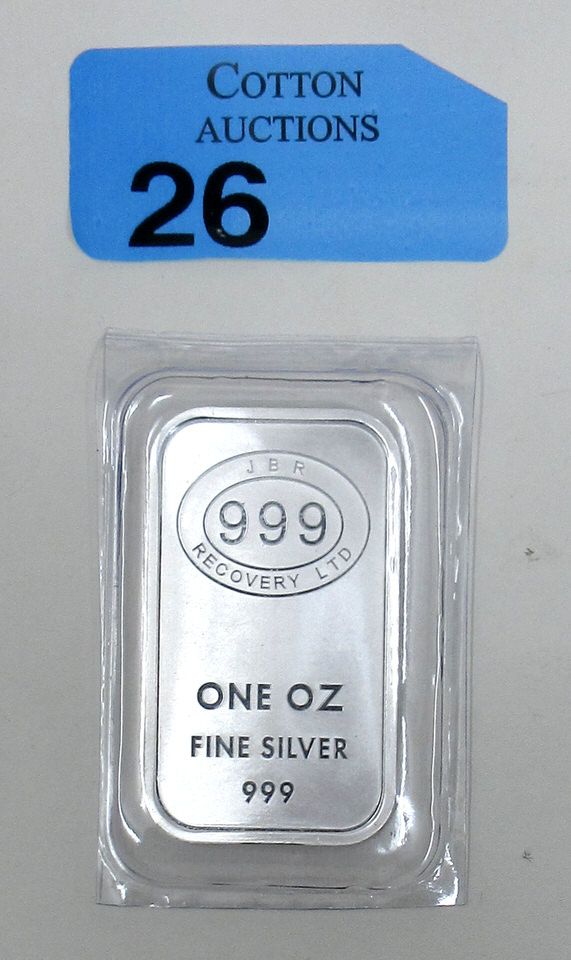 COTTON
AUCTIONS
26
JBR
999
RECOVERY LTD
ONE OZ
FINE SILVER
999